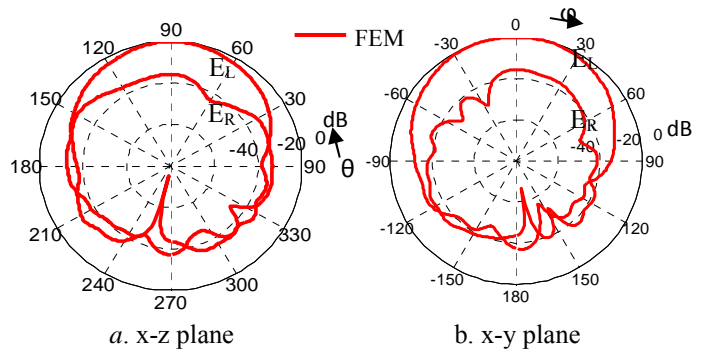 90
120
60
E_L
150
30
E_R
dB
0
-20
-40
180
90
θ
210
330
240
300
270
a. x-z plane
FEM
φ
0
-30
30
E_L
-60
60
E_R
0 dB
-20
-40
-90
90
-120
120
-150
150
180
b. x-y plane